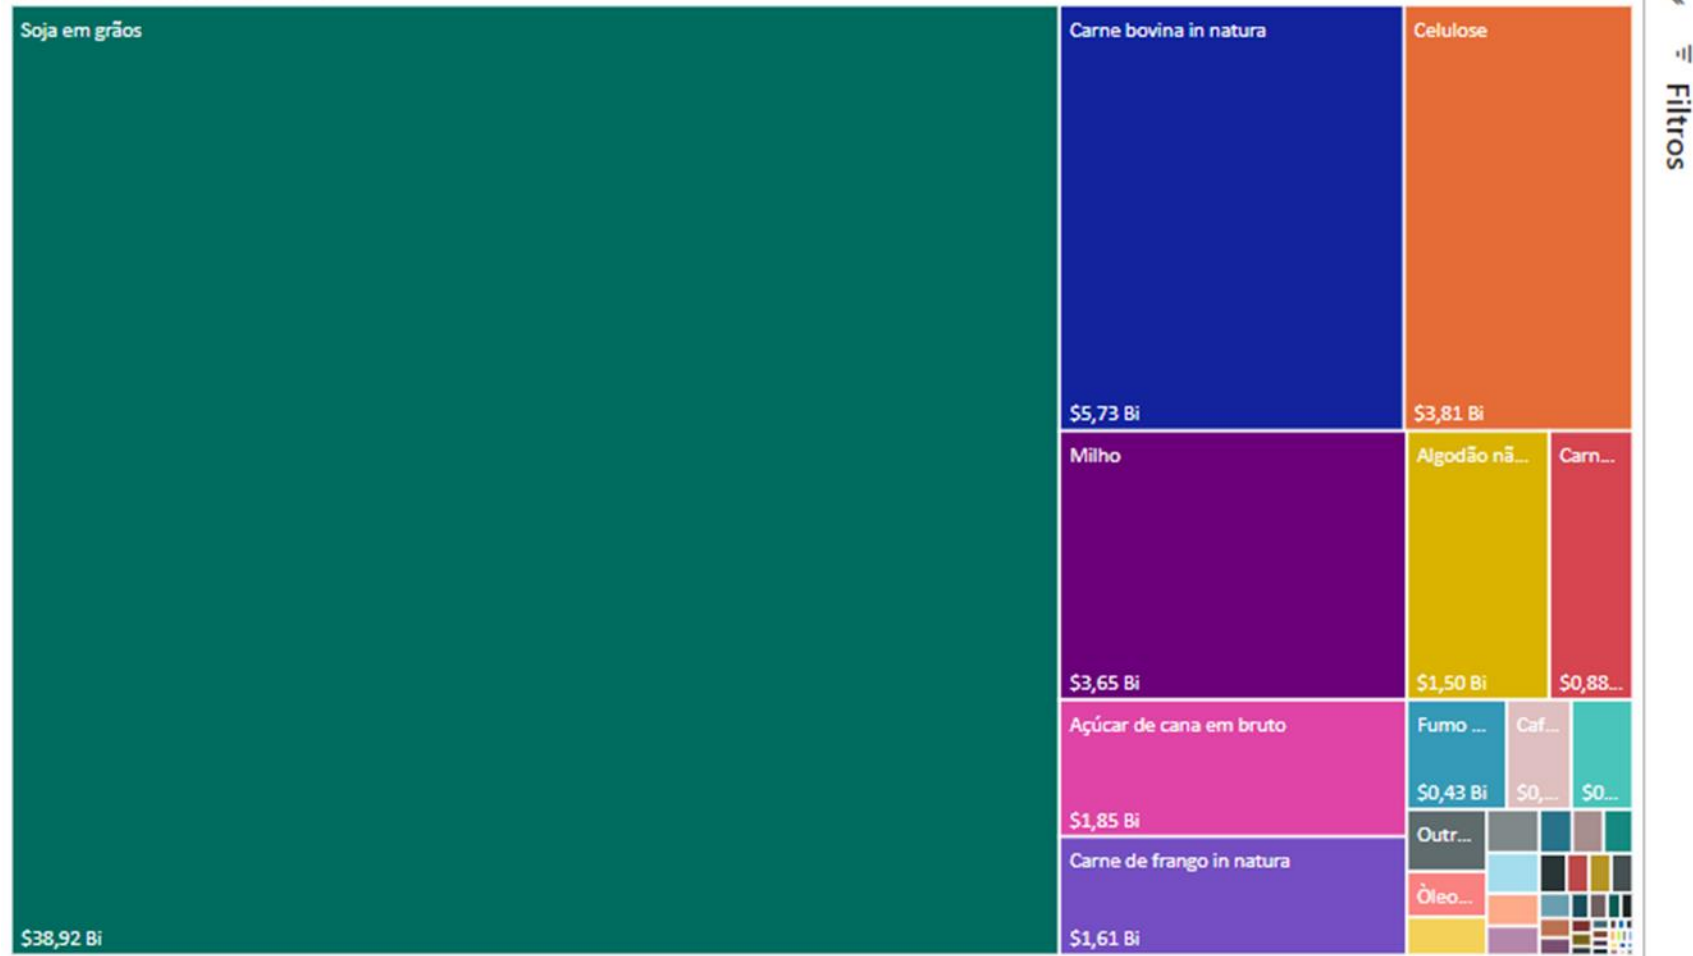 Soja em grãos
$38,92 Bi
Carne bovina in natura
$5,73 Bi
Celulose
$3,81 Bi
Milho
$3,65 Bi
Algodão nã...
$1,50 Bi
Carn...
$0,88...
Açúcar de cana em bruto
$1,85 Bi
Carne de frango in natura
$1,61 Bi
Fumo ...
$0,43 Bi
Caf...
$0,...
$0...
Outr...
Òleo...
Filtros